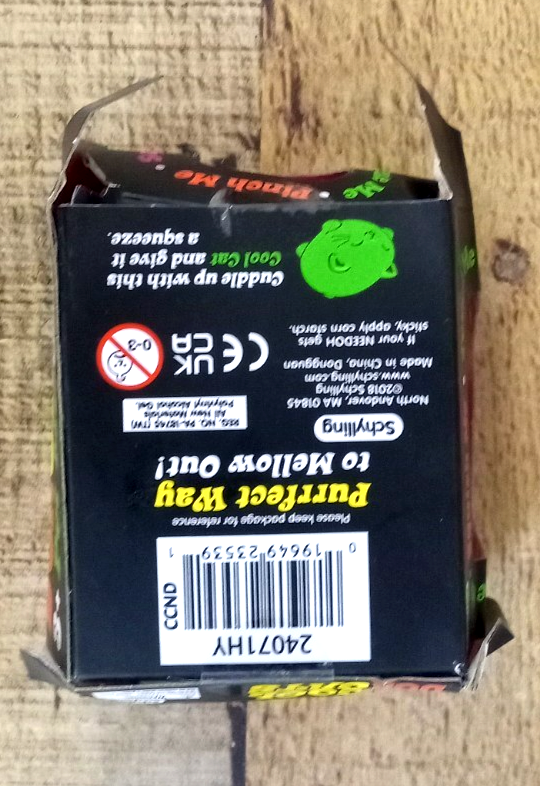 24071HY
CCND
0 19649 23539 1
Please keep package for reference
Purrfect Way
to Mellow Out!
Schylling
North Andover, MA 01845
©2018 Schylling
www.schylling.com
Made in China, Dongguan
If your NEEDOH gets
sticky, apply corn starch.
REG. NO. PA-18745 (TW)
All New Materials
Polyvinyl Alcohol Gel.
UK
CA
CE
0-3
Cuddle up with this
Cool Cat and give it
a squeeze.
Me • Pinch Me •